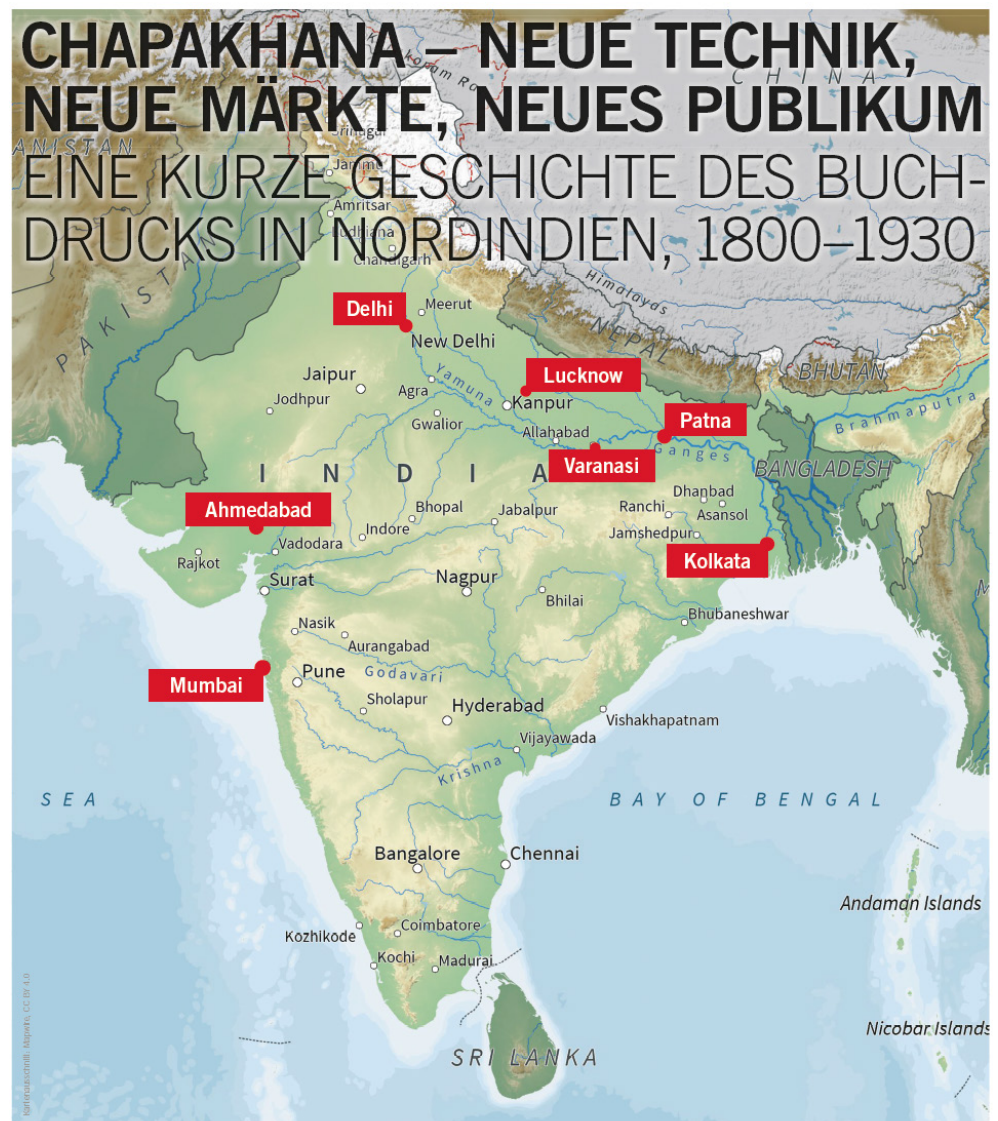 CHAPAKHANA – NEUE TECHNIK,
NEUE MÄRKTE, NEUES PUBLIKUM
EINE KURZE GESCHICHTE DES BUCH-
DRUCKS IN NORDINDIEN, 1800–1930
CHINA
Srinagar
Jammu
Amritsar
Ludhiana
Chandigarh
PAKISTAN
Himalayas
NEPAL
BHUTAN
Brahmaputra
Delhi
Meerut
New Delhi
Lucknow
Jaipur
Jodhpur
Agra
Yamuna
Kanpur
Gwalior
Allahabad
Patna
Varanasi
Ganges
BANGLADESH
INDIA
Ahmedabad
Bhopal
Jabalpur
Ranchi
Dhanbad
Asansol
Indore
Vadodara
Jamshedpur
Rajkot
Kolkata
Surat
Nagpur
Bhilai
Bhubaneshwar
Nasik
Aurangabad
Mumbai
Pune
Godavari
Sholapur
Hyderabad
Vishakhapatnam
Vijayawada
Krishna
SEA
BAY OF BENGAL
Bangalore
Chennai
Andaman Islands
Coimbatore
Kozhikode
Kochi
Madurai
Nicobar Islands
SRI LANKA